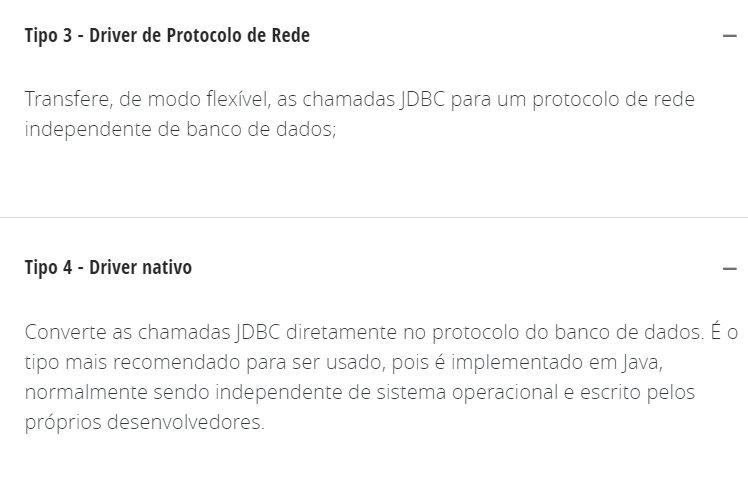 Tipo 3 - Driver de Protocolo de Rede
Transfere, de modo flexível, as chamadas JDBC para um protocolo de rede
independente de banco de dados;
Tipo 4 - Driver nativo
Converte as chamadas JDBC diretamente no protocolo do banco de dados. É o
tipo mais recomendado para ser usado, pois é implementado em Java,
normalmente sendo independente de sistema operacional e escrito pelos
próprios desenvolvedores.